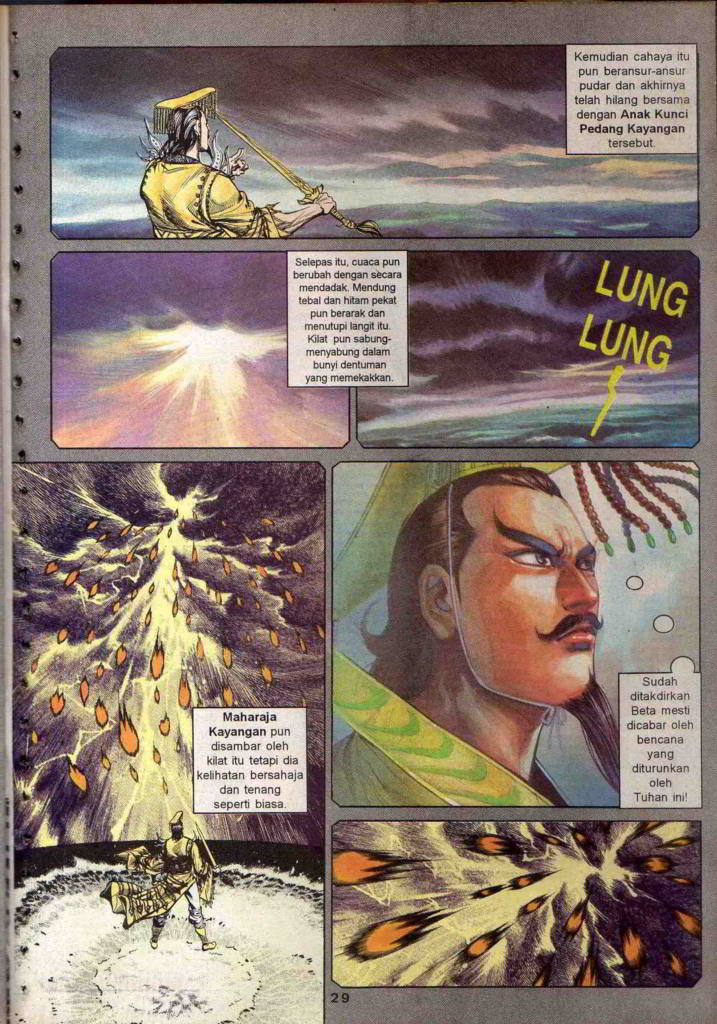 Kemudian cahaya itu
pun beransur-ansur
pudar dan akhirnya
telah hilang bersama
dengan Anak Kunci
Pedang Kayangan
tersebut.
Selepas itu, cuaca pun
berubah dengan secara
mendadak. Mendung
tebal dan hitam pekat
pun berarak dan
menutupi langit itu.
Kilat pun sabung-
menyabung dalam
bunyi dentuman
yang memekakkan.
LUNG
LUNG
Maharaja
Kayangan pun
disambar oleh
kilat itu tetapi dia
kelihatan bersahaja
dan tenang
seperti biasa.
Sudah
ditakdirkan
Beta mesti
dicabar oleh
bencana
yang
diturunkan
oleh
Tuhan ini!
29